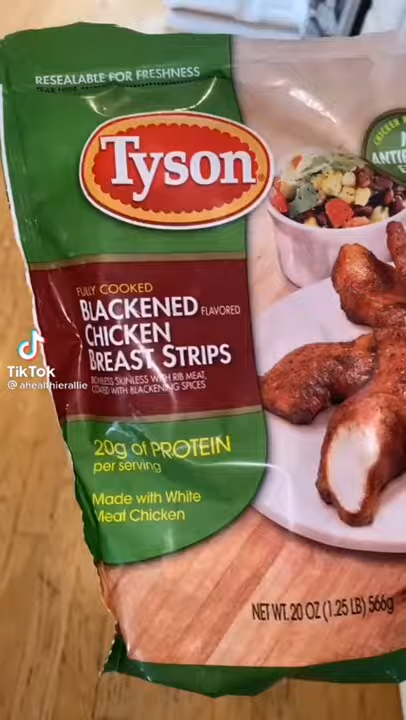 RESEALABLE FOR FRESHNESS
Tyson
FULLY COOKED
BLACKENED FLAVORED
CHICKEN
BREAST STRIPS
BONELESS SKINLESS WITH RIB MEAT,
COATED WITH BLACKENING SPICES
20g of PROTEIN
per serving
Made with White
Meat Chicken
NET WT. 20 OZ (1.25 LB) 566g
TikTok
@ahealthierallie